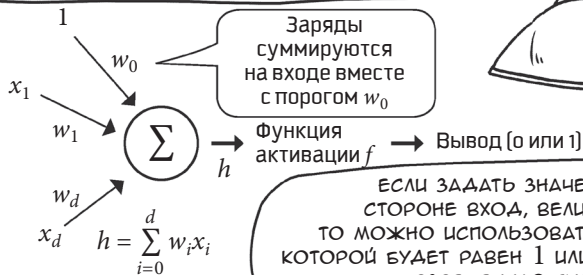 1
w₀
Заряды
суммируются
на входе вместе
с порогом w₀
x₁
w₁
Σ
h
Функция
активации f
Вывод (0 или 1)
w_d
x_d
h = \sum_{i=0}^{d} w_i x_i
ЕСЛИ ЗАДАТЬ ЗНАЧЕ
СТОРОНЕ ВХОД, ВЕЛИ
ТО МОЖНО ИСПОЛЬЗОВАТ
КОТОРОЙ БУДЕТ РАВЕН 1 ИЛИ